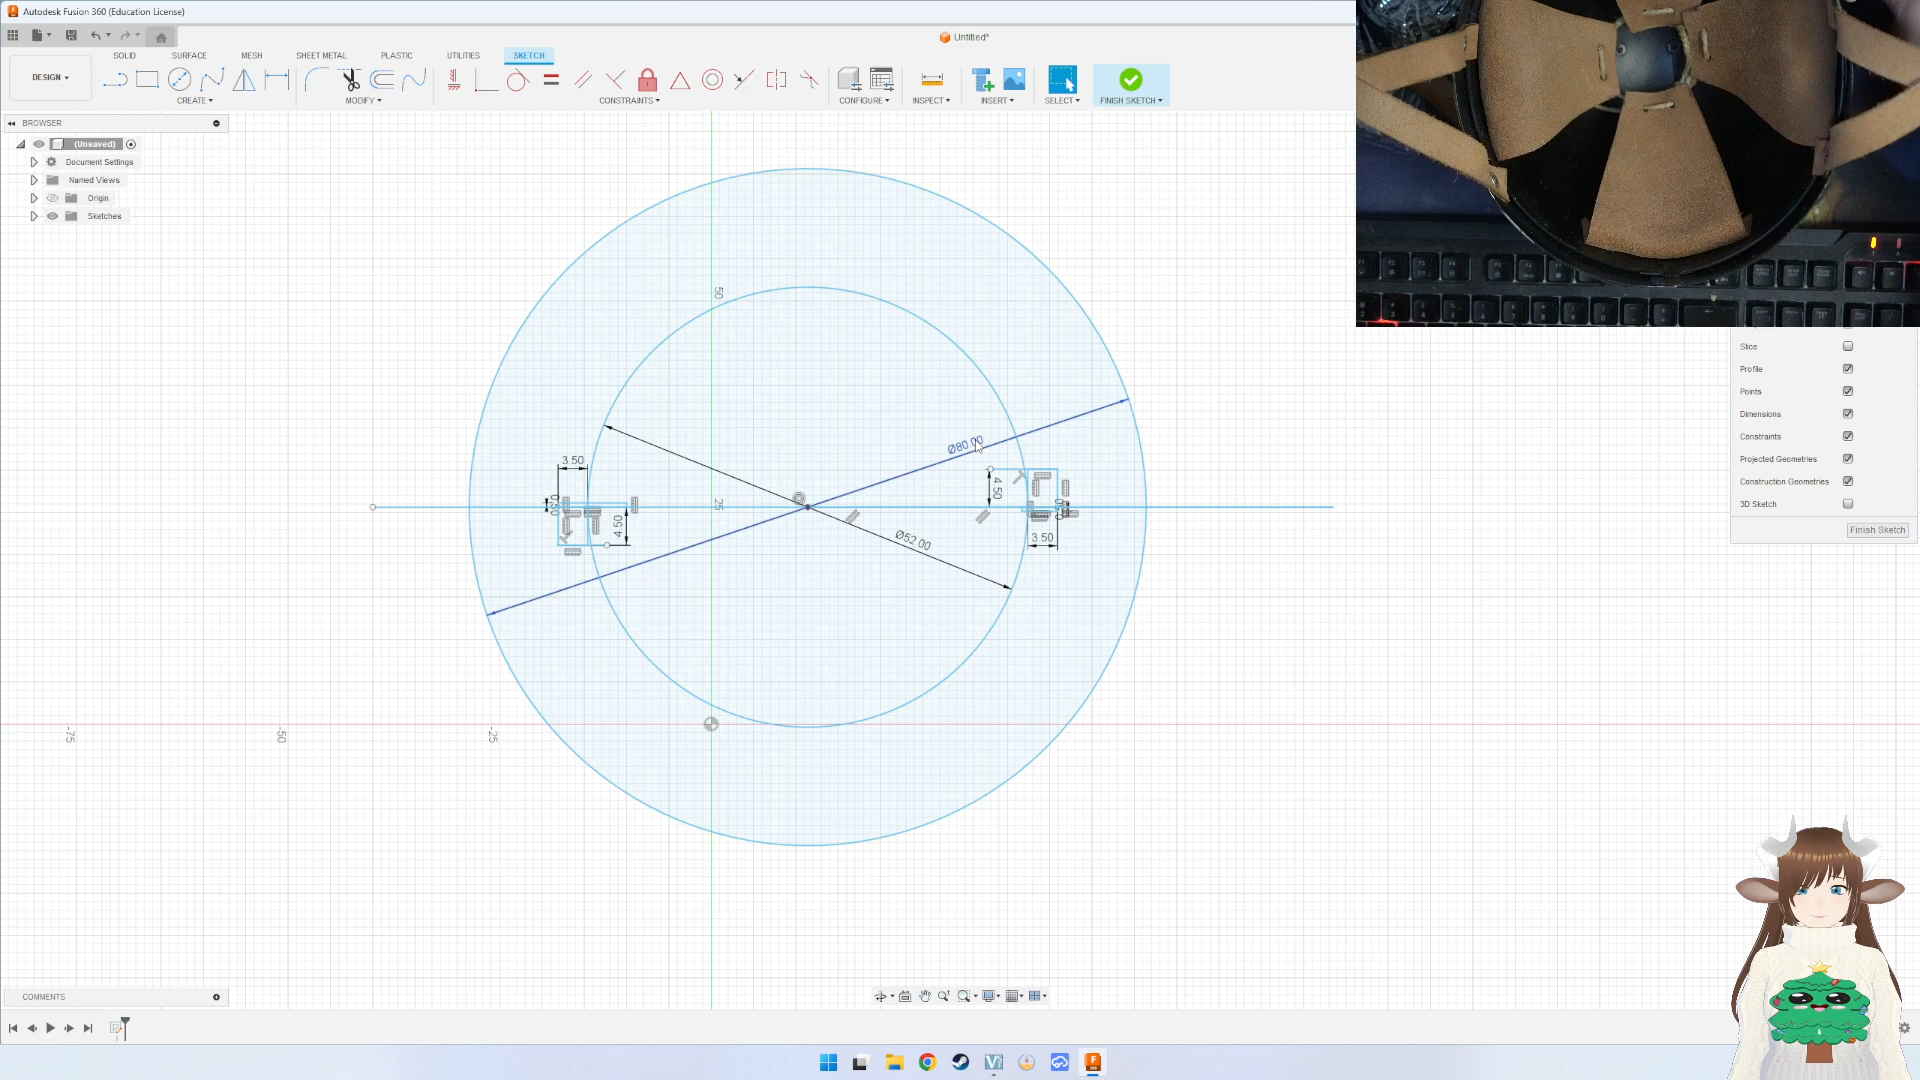 Autodesk Fusion 360 (Education License)
Untitled*
DESIGN
SOLID
SURFACE
MESH
SHEET METAL
PLASTIC
UTILITIES
SKETCH
CREATE
MODIFY
CONSTRAINTS
CONFIGURE
INSPECT
INSERT
SELECT
FINISH SKETCH
BROWSER
(Unsaved)
Document Settings
Named Views
Origin
Sketches
50
25
-75
-50
-25
Ø80.00
Ø52.00
3.50
4.50
4.50
3.50
Slice
Profile
Points
Dimensions
Constraints
Projected Geometries
Construction Geometries
3D Sketch
Finish Sketch
COMMENTS